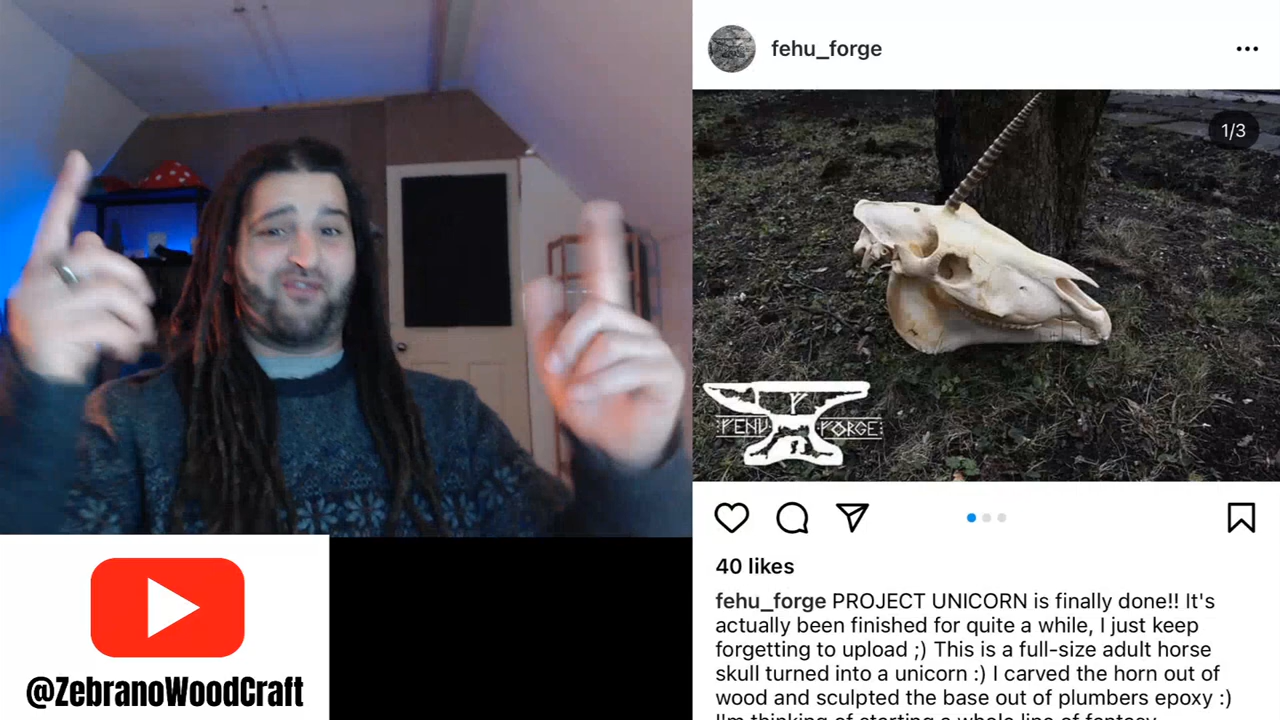 fehu_forge
1/3
FEHU FORGE
40 likes
fehu_forge PROJECT UNICORN is finally done!! It's
actually been finished for quite a while, I just keep
forgetting to upload ;) This is a full-size adult horse
skull turned into a unicorn :) I carved the horn out of
wood and sculpted the base out of plumbers epoxy :)
@ZebranoWoodCraft